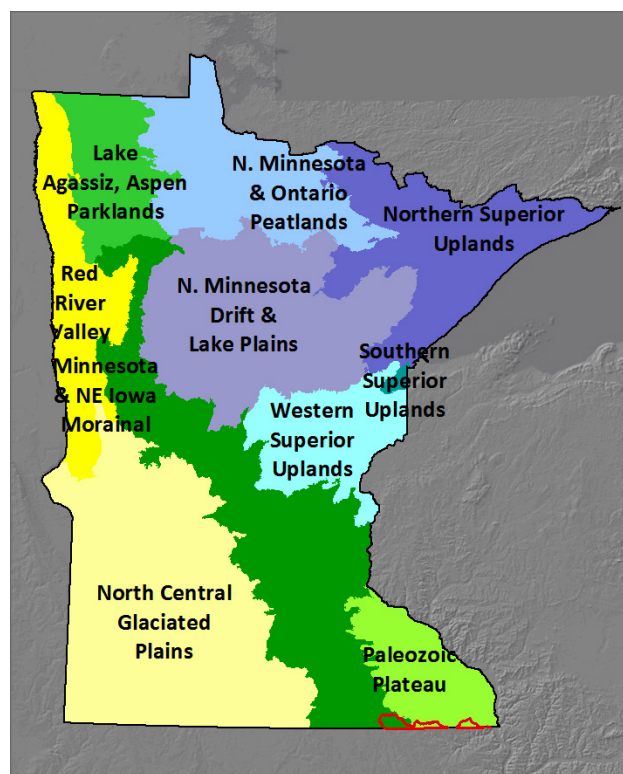 Lake
Agassiz, Aspen
Parklands
N. Minnesota
& Ontario
Peatlands
Northern Superior
Uplands
Red
River
Valley
N. Minnesota
Drift &
Lake Plains
Southern
Superior
Uplands
Minnesota
& NE Iowa
Morainal
Western
Superior
Uplands
North Central
Glaciated
Plains
Paleozoic
Plateau